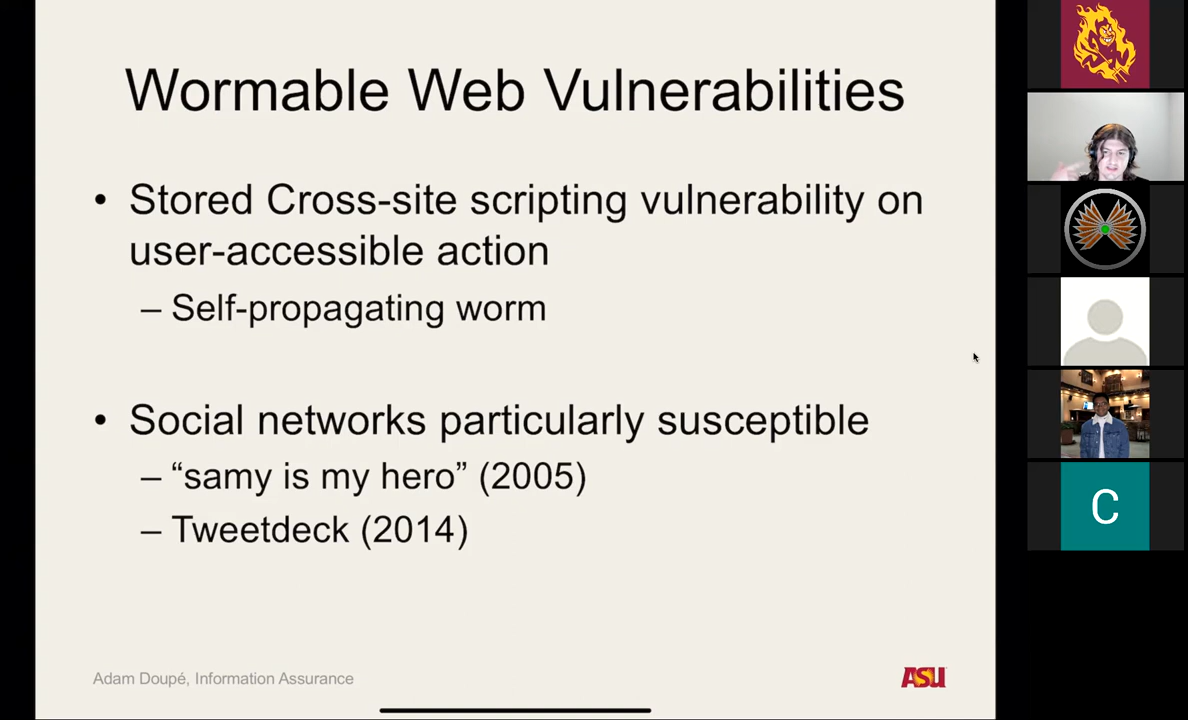 Wormable Web Vulnerabilities
• Stored Cross-site scripting vulnerability on
user-accessible action
– Self-propagating worm
• Social networks particularly susceptible
– “samy is my hero” (2005)
– Tweetdeck (2014)
Adam Doupé, Information Assurance
ASU
C